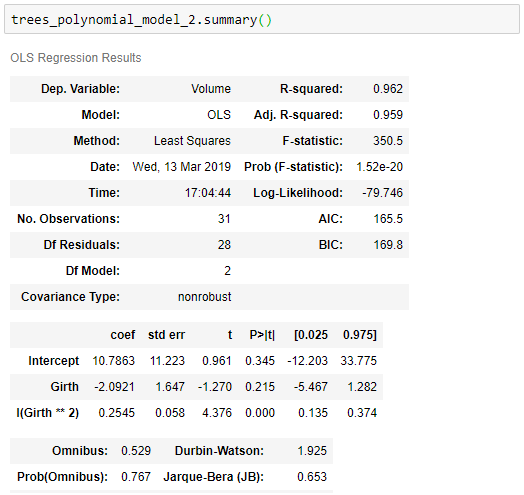 trees_polynomial_model_2.summary()
OLS Regression Results
Dep. Variable: Volume R-squared: 0.962
Model: OLS Adj. R-squared: 0.959
Method: Least Squares F-statistic: 350.5
Date: Wed, 13 Mar 2019 Prob (F-statistic): 1.52e-20
Time: 17:04:44 Log-Likelihood: -79.746
No. Observations: 31 AIC: 165.5
Df Residuals: 28 BIC: 169.8
Df Model: 2
Covariance Type: nonrobust
coef std err t P>|t| [0.025 0.975]
Intercept 10.7863 11.223 0.961 0.345 -12.203 33.775
Girth -2.0921 1.647 -1.270 0.215 -5.467 1.282
I(Girth ** 2) 0.2545 0.058 4.376 0.000 0.135 0.374
Omnibus: 0.529 Durbin-Watson: 1.925
Prob(Omnibus): 0.767 Jarque-Bera (JB): 0.653